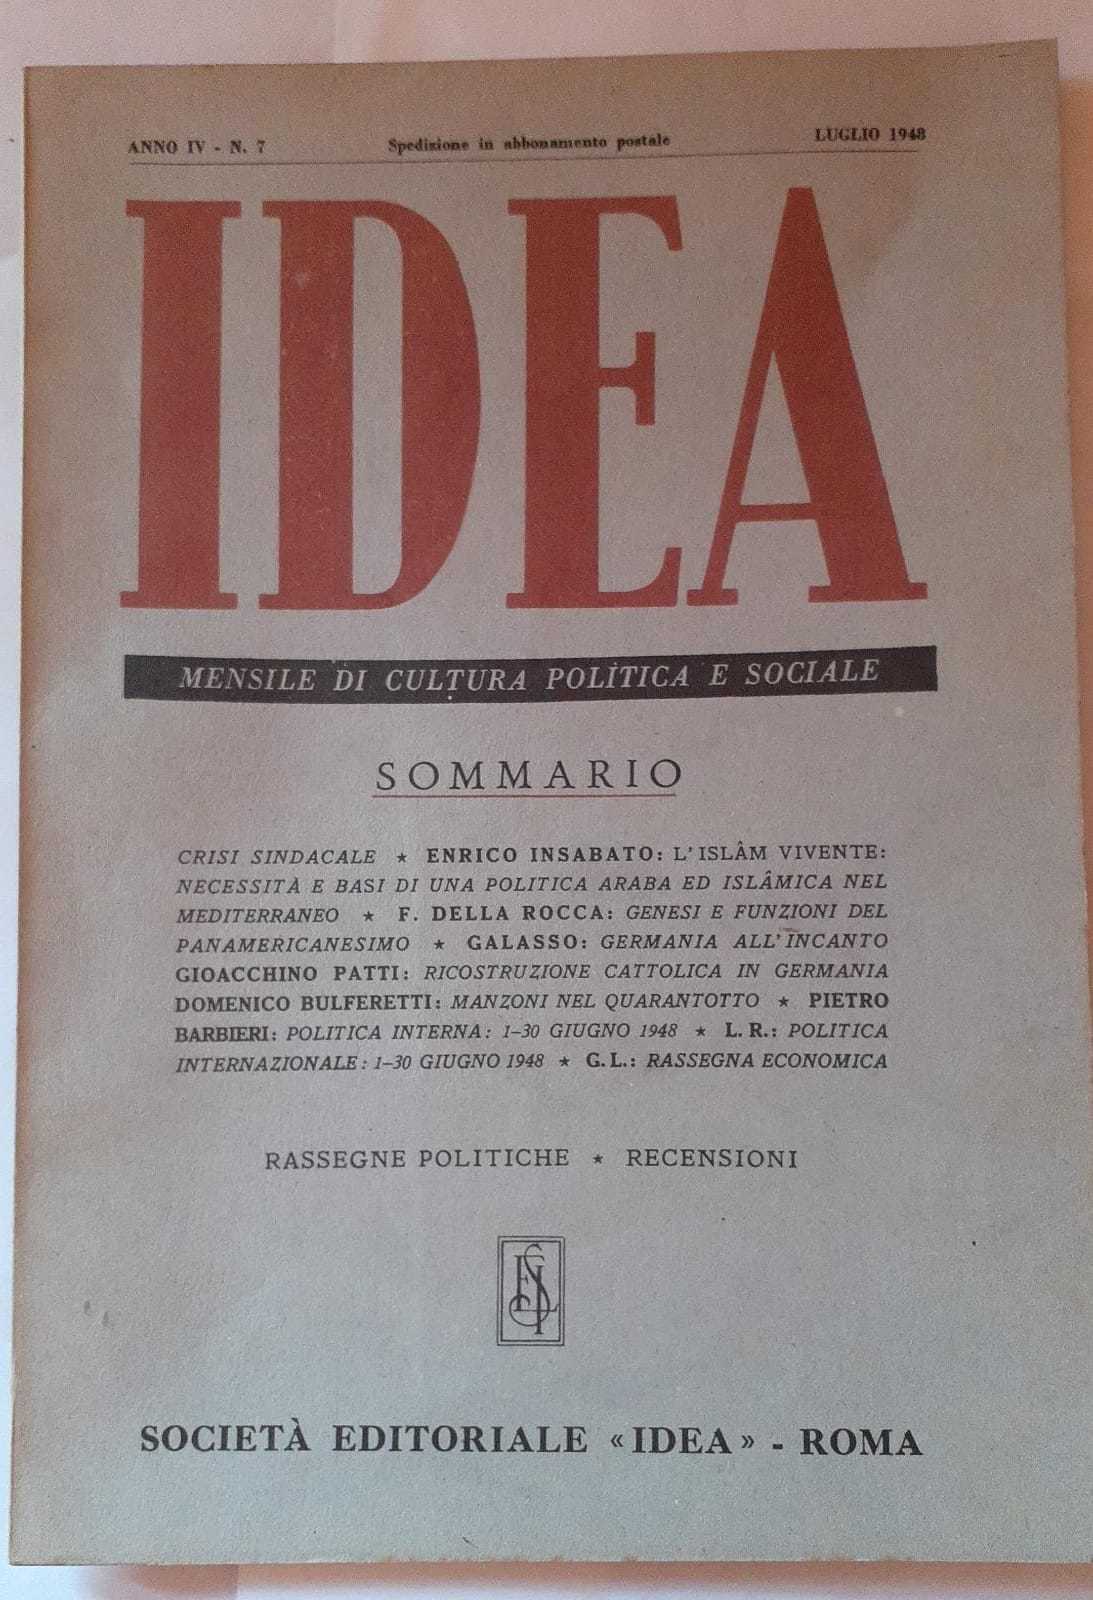 ANNO IV - N. 7 Spedizione in abbonamento postale LUGLIO 1948
IDEA
MENSILE DI CULTURA POLITICA E SOCIALE
SOMMARIO
CRISI SINDACALE ★ ENRICO INSABATO: L'ISLÂM VIVENTE:
NECESSITÀ E BASI DI UNA POLITICA ARABA ED ISLÂMICA NEL
MEDITERRANEO ★ F. DELLA ROCCA: GENESI E FUNZIONI DEL
PANAMERICANESIMO ★ GALASSO: GERMANIA ALL'INCANTO
GIOACCHINO PATTI: RICOSTRUZIONE CATTOLICA IN GERMANIA
DOMENICO BULFERETTI: MANZONI NEL QUARANTOTTO ★ PIETRO
BARBIERI: POLITICA INTERNA: 1-30 GIUGNO 1948 ★ L. R.: POLITICA
INTERNAZIONALE: 1-30 GIUGNO 1948 ★ G. L.: RASSEGNA ECONOMICA
RASSEGNE POLITICHE ★ RECENSIONI
SOCIETÀ EDITORIALE «IDEA» - ROMA